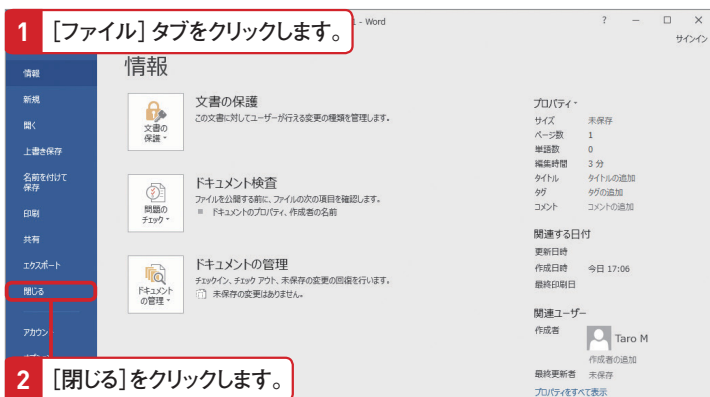 1 [ファイル]タブをクリックします。
- Word
? － □ ×
サインイン
情報
新規
開く
上書き保存
名前を付けて
保存
印刷
共有
エクスポート
閉じる
アカウン
2 [閉じる]をクリックします。
情報
文書の
保護
文書の保護
この文書に対してユーザーが行える変更の種類を管理します。
問題の
チェック
ドキュメント検査
ファイルを公開する前に、ファイルの次の項目を確認します。
ドキュメントのプロパティ、作成者の名前
ドキュメント
の管理
ドキュメントの管理
チェックイン、チェック アウト、未保存の変更の回復を行います。
未保存の変更はありません。
プロパティ
サイズ 未保存
ページ数 1
単語数 0
編集時間 3 分
タイトル タイトルの追加
タグ タグの追加
コメント コメントの追加
関連する日付
更新日時
作成日時 今日 17:06
最終印刷日
関連ユーザー
作成者 Taro M
作成者の追加
最終更新者 未保存
プロパティをすべて表示